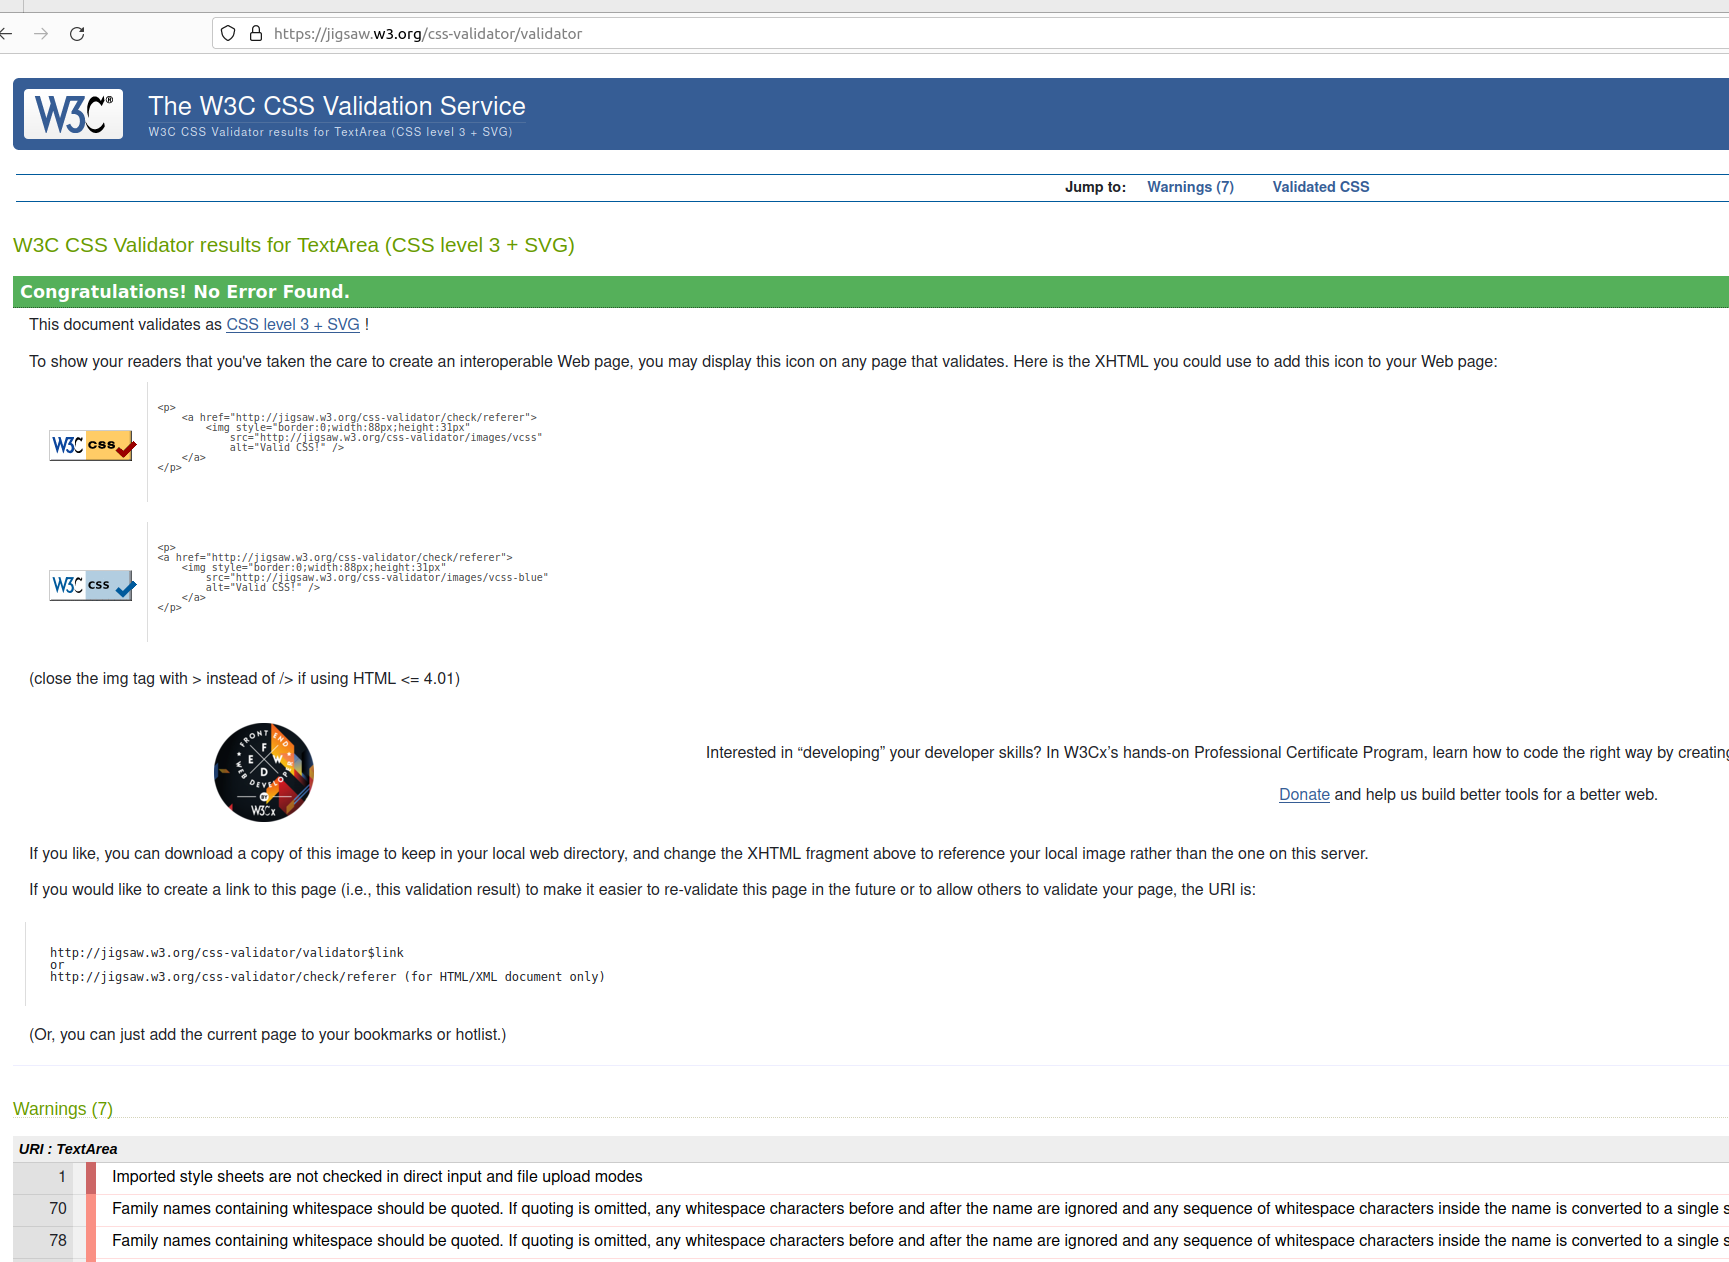 https://jigsaw.w3.org/css-validator/validator
W3C®
The W3C CSS Validation Service
W3C CSS Validator results for TextArea (CSS level 3 + SVG)
Jump to: Warnings (7) Validated CSS
W3C CSS Validator results for TextArea (CSS level 3 + SVG)
Congratulations! No Error Found.
This document validates as CSS level 3 + SVG !
To show your readers that you've taken the care to create an interoperable Web page, you may display this icon on any page that validates. Here is the XHTML you could use to add this icon to your Web page:
W3C css
<p>
<a href="http://jigsaw.w3.org/css-validator/check/referer">
<img style="border:0;width:88px;height:31px"
src="http://jigsaw.w3.org/css-validator/images/vcss"
alt="Valid CSS!" />
</a>
</p>
W3C css
<p>
<a href="http://jigsaw.w3.org/css-validator/check/referer">
<img style="border:0;width:88px;height:31px"
src="http://jigsaw.w3.org/css-validator/images/vcss-blue"
alt="Valid CSS!" />
</a>
</p>
(close the img tag with > instead of /> if using HTML <= 4.01)
FRONT END
F
E W
D
WEB DEVELOPER
BY
W3Cx
Interested in “developing” your developer skills? In W3Cx’s hands-on Professional Certificate Program, learn how to code the right way by creating
Donate and help us build better tools for a better web.
If you like, you can download a copy of this image to keep in your local web directory, and change the XHTML fragment above to reference your local image rather than the one on this server.
If you would like to create a link to this page (i.e., this validation result) to make it easier to re-validate this page in the future or to allow others to validate your page, the URI is:
http://jigsaw.w3.org/css-validator/validator$link
or
http://jigsaw.w3.org/css-validator/check/referer (for HTML/XML document only)
(Or, you can just add the current page to your bookmarks or hotlist.)
Warnings (7)
URI : TextArea
1 Imported style sheets are not checked in direct input and file upload modes
70 Family names containing whitespace should be quoted. If quoting is omitted, any whitespace characters before and after the name are ignored and any sequence of whitespace characters inside the name is converted to a single s
78 Family names containing whitespace should be quoted. If quoting is omitted, any whitespace characters before and after the name are ignored and any sequence of whitespace characters inside the name is converted to a single s